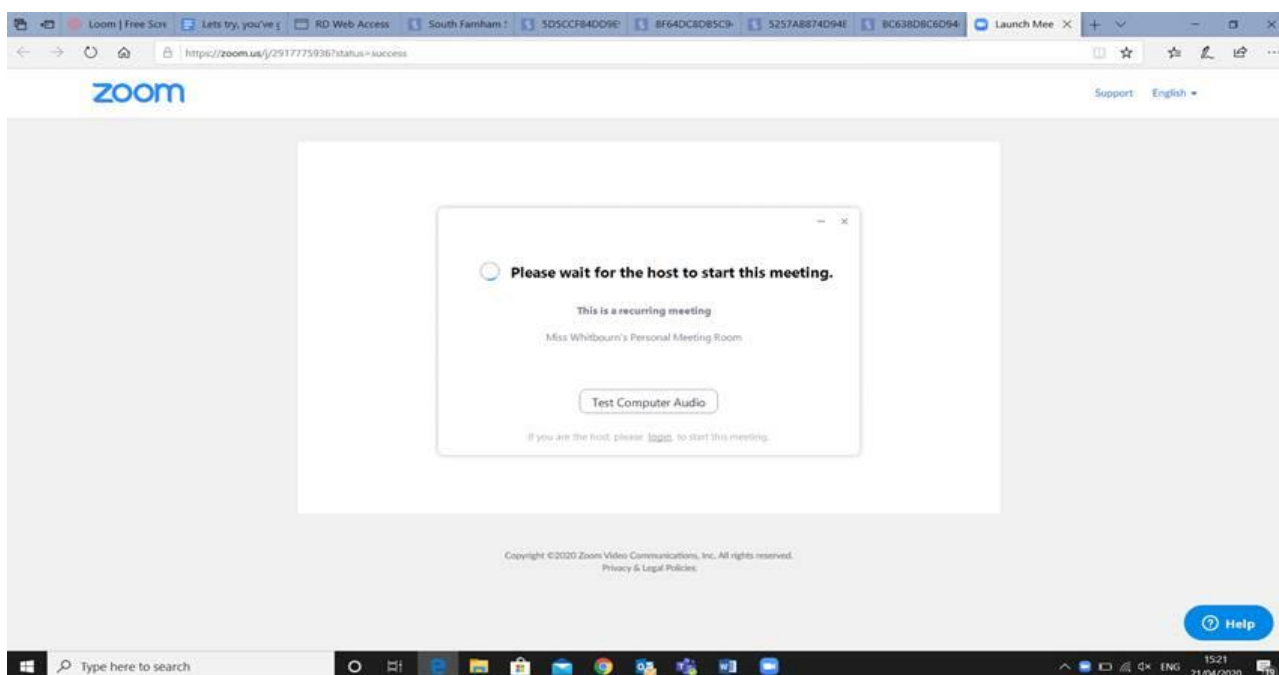 Loom | Free Scre
Lets try, you've g
RD Web Access
South Farnham S
5D5CCF84DD9E
8F64DC8DB5C9-
5257A8874D94E
BC638D8C6D94
Launch Mee
https://zoom.us/j/2917775936?status=success
zoom
Support English
Please wait for the host to start this meeting.
This is a recurring meeting
Miss Whitbourn's Personal Meeting Room
Test Computer Audio
If you are the host, please login to start this meeting.
Copyright ©2020 Zoom Video Communications, Inc. All rights reserved.
Privacy & Legal Policies
Help
Type here to search
ENG
15:21
21/04/2020